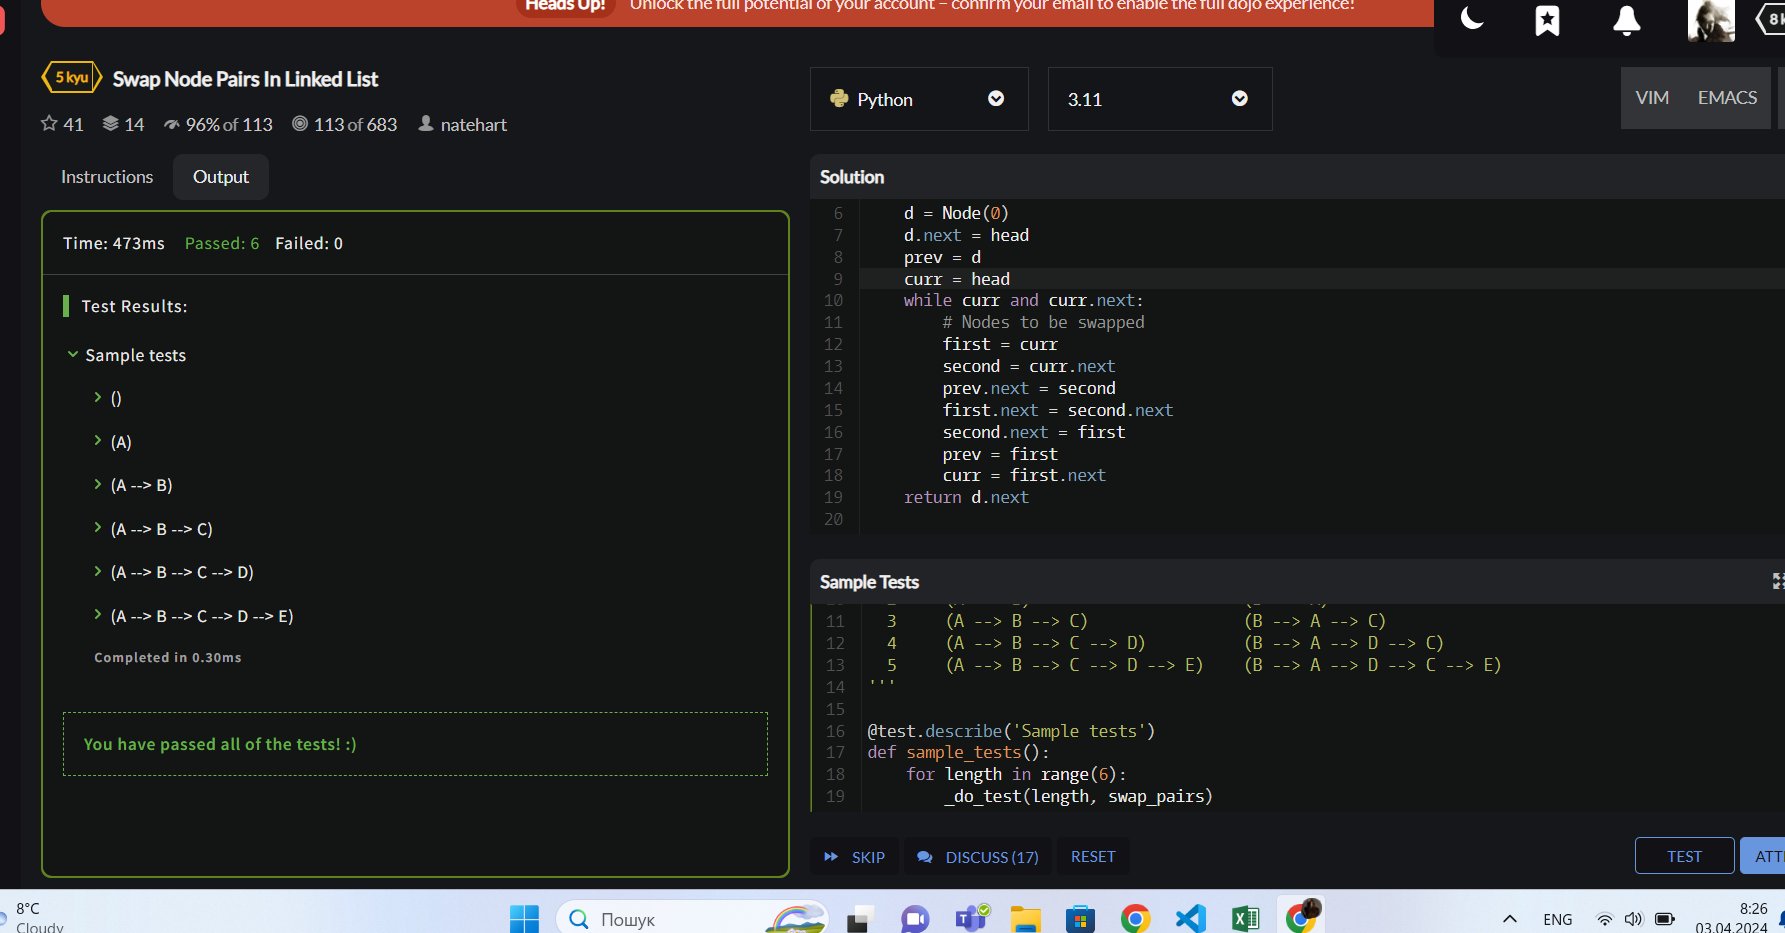 Heads Up! Unlock the full potential of your account – confirm your email to enable the full dojo experience!
8
5 kyu Swap Node Pairs In Linked List
41 14 96% of 113 113 of 683 natehart
Instructions Output
Time: 473ms Passed: 6 Failed: 0
Test Results:
Sample tests
()
(A)
(A --> B)
(A --> B --> C)
(A --> B --> C --> D)
(A --> B --> C --> D --> E)
Completed in 0.30ms
You have passed all of the tests! :)
Python 3.11 VIM EMACS
Solution
6 d = Node(0)
7 d.next = head
8 prev = d
9 curr = head
10 while curr and curr.next:
11 # Nodes to be swapped
12 first = curr
13 second = curr.next
14 prev.next = second
15 first.next = second.next
16 second.next = first
17 prev = first
18 curr = first.next
19 return d.next
20
Sample Tests
11 3 (A --> B --> C) (B --> A --> C)
12 4 (A --> B --> C --> D) (B --> A --> D --> C)
13 5 (A --> B --> C --> D --> E) (B --> A --> D --> C --> E)
14 '''
15
16 @test.describe('Sample tests')
17 def sample_tests():
18 for length in range(6):
19 _do_test(length, swap_pairs)
SKIP DISCUSS (17) RESET TEST ATT
8°C
Cloudy
Пошук
ENG
8:26
03.04.2024